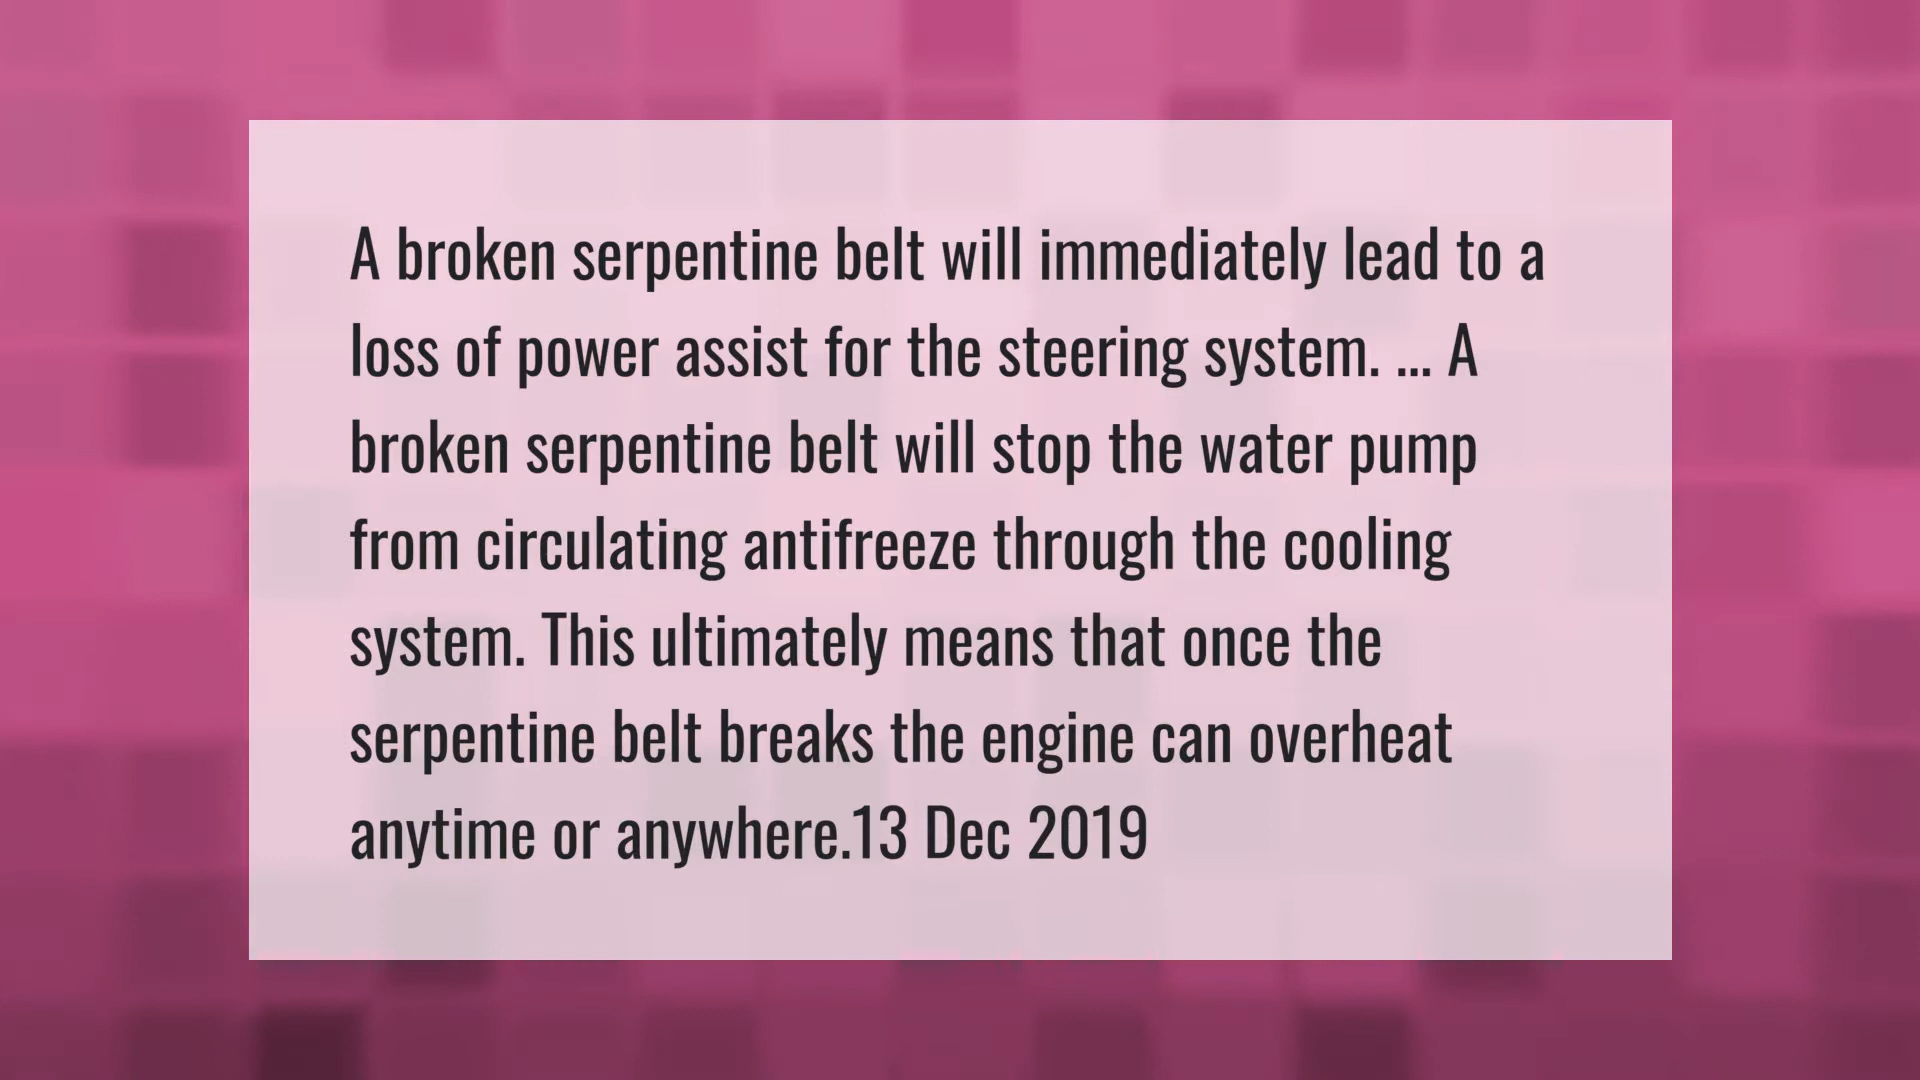 A broken serpentine belt will immediately lead to a
loss of power assist for the steering system. ... A
broken serpentine belt will stop the water pump
from circulating antifreeze through the cooling
system. This ultimately means that once the
serpentine belt breaks the engine can overheat
anytime or anywhere.13 Dec 2019